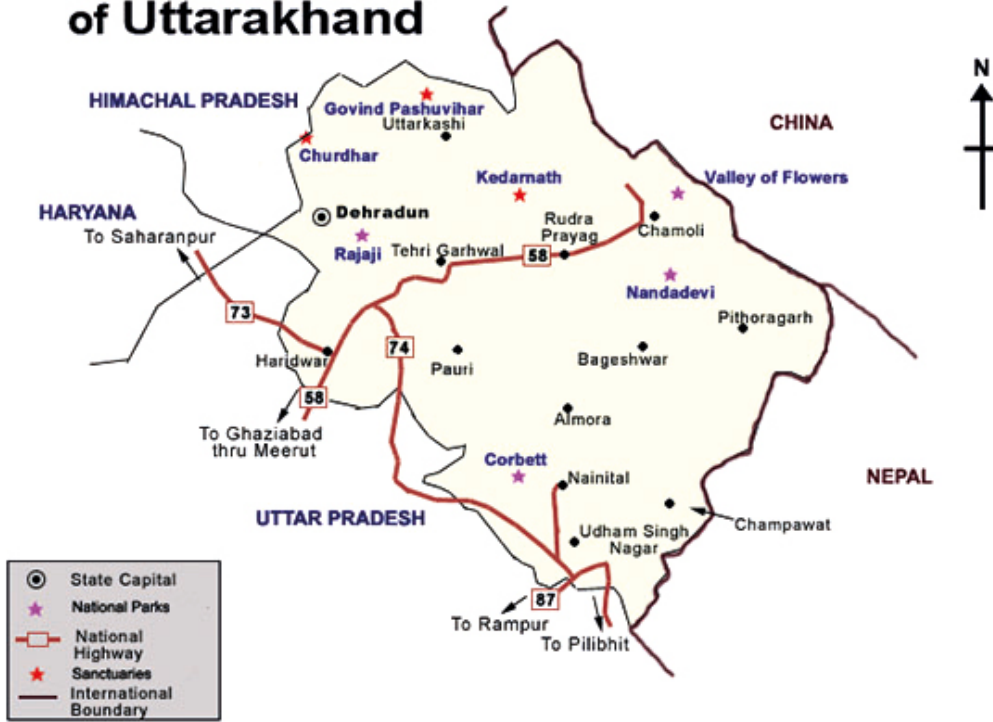 of Uttarakhand
N
HIMACHAL PRADESH
Govind Pashuvihar
Uttarkashi
CHINA
Churdhar
Kedarnath
Valley of Flowers
HARYANA
To Saharanpur
Dehradun
Rudra
Prayag
Chamoli
Rajaji
Tehri Garhwal
58
Nandadevi
73
Pithoragarh
74
Haridwar
Pauri
Bageshwar
58
Almora
To Ghaziabad
thru Meerut
Corbett
Nainital
NEPAL
UTTAR PRADESH
Champawat
Udham Singh
Nagar
87
To Rampur
To Pilibhit
State Capital
National Parks
National
Highway
Sanctuaries
International
Boundary